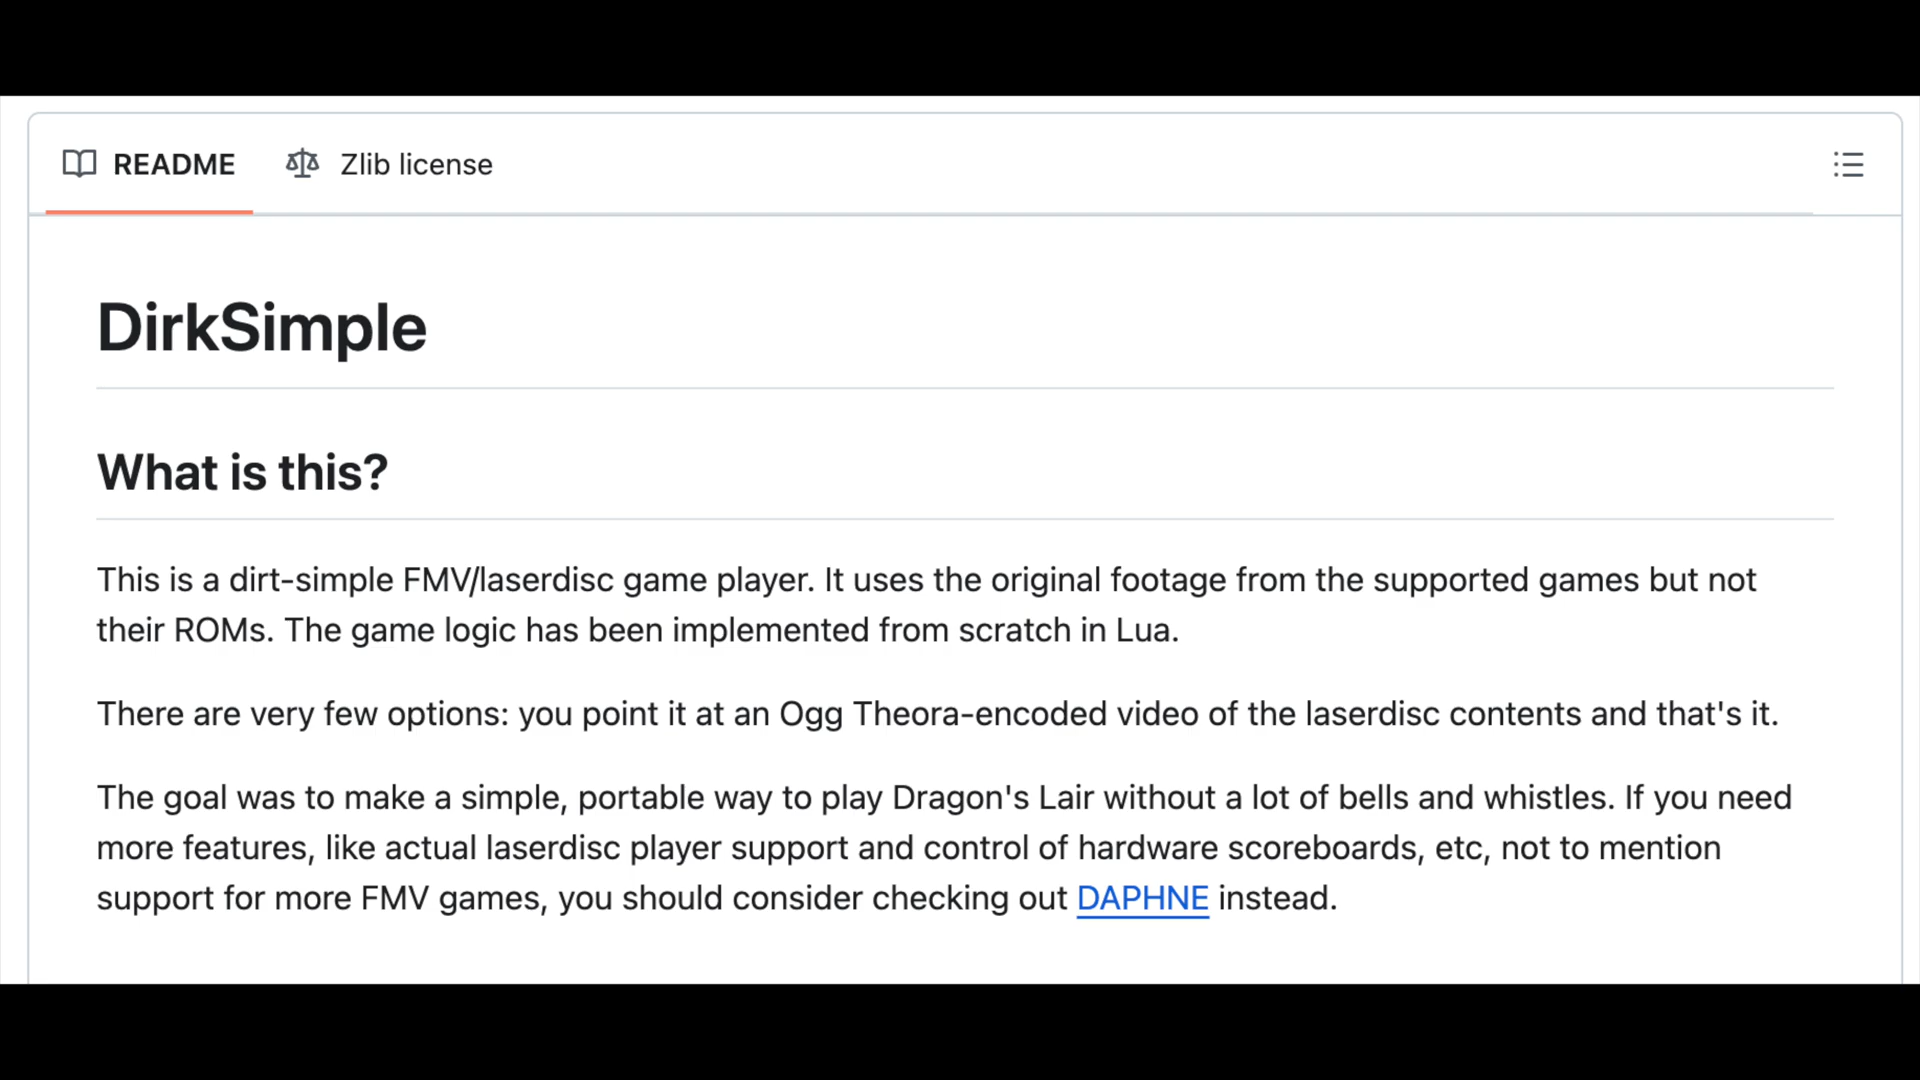 README Zlib license
DirkSimple
What is this?
This is a dirt-simple FMV/laserdisc game player. It uses the original footage from the supported games but not
their ROMs. The game logic has been implemented from scratch in Lua.
There are very few options: you point it at an Ogg Theora-encoded video of the laserdisc contents and that's it.
The goal was to make a simple, portable way to play Dragon's Lair without a lot of bells and whistles. If you need
more features, like actual laserdisc player support and control of hardware scoreboards, etc, not to mention
support for more FMV games, you should consider checking out DAPHNE instead.